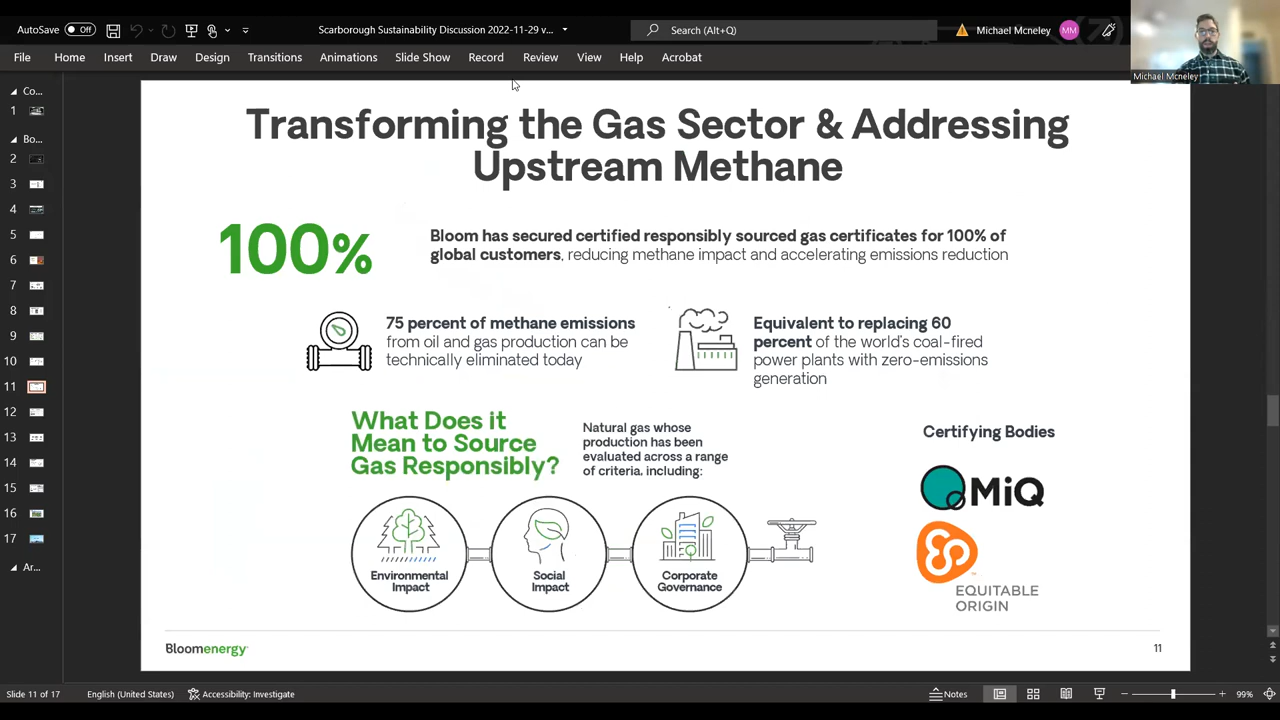 AutoSave Off
Scarborough Sustainability Discussion 2022-11-29 v...
Search (Alt+Q)
Michael Mcneley
MM
Michael Mcneley
File Home Insert Draw Design Transitions Animations Slide Show Record Review View Help Acrobat
Co...
1
Bo...
2
3
4
5
6
7
8
9
10
11
12
13
14
15
16
17
Ar...
Transforming the Gas Sector & Addressing
Upstream Methane
100%
Bloom has secured certified responsibly sourced gas certificates for 100% of
global customers, reducing methane impact and accelerating emissions reduction
75 percent of methane emissions
from oil and gas production can be
technically eliminated today
Equivalent to replacing 60
percent of the world's coal-fired
power plants with zero-emissions
generation
What Does it
Mean to Source
Gas Responsibly?
Natural gas whose
production has been
evaluated across a range
of criteria, including:
Environmental
Impact
Social
Impact
Corporate
Governance
Certifying Bodies
MiQ
EQUITABLE
ORIGIN
Bloomenergy
11
Slide 11 of 17 English (United States) Accessibility: Investigate Notes 99%